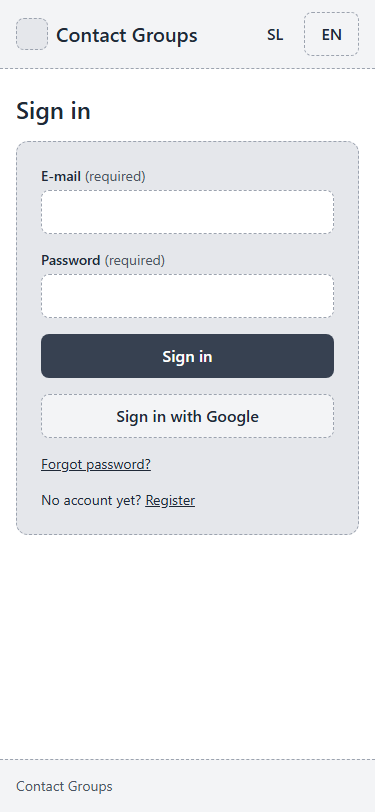 Contact Groups
SL
EN
Sign in
E-mail (required)
Password (required)
Sign in
Sign in with Google
Forgot password?
No account yet? Register
Contact Groups